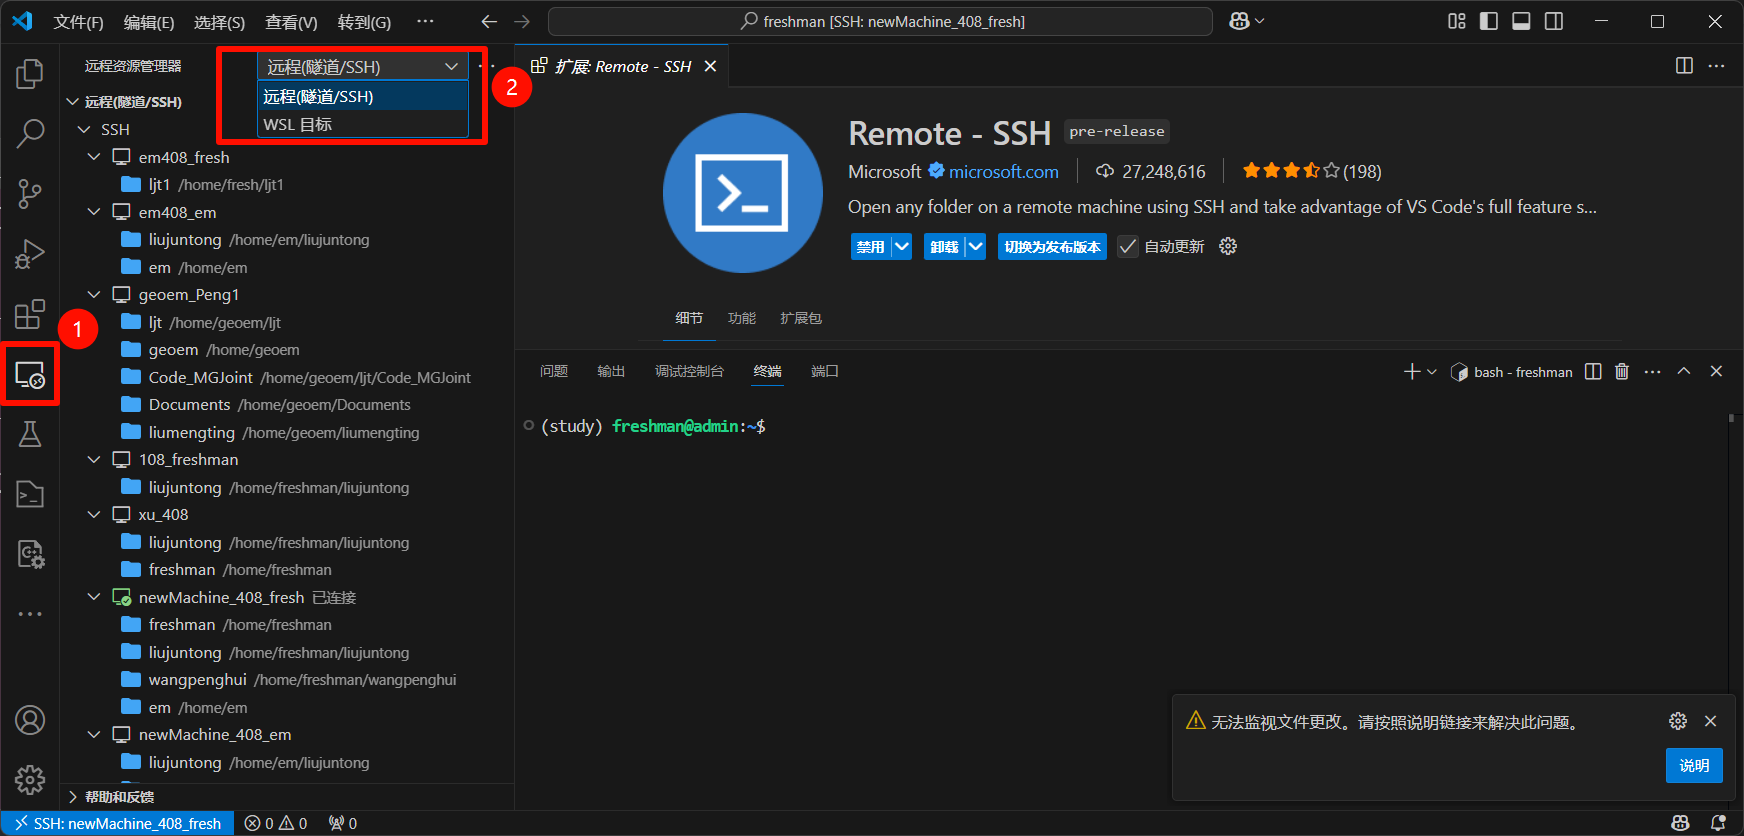 文件(F) 编辑(E) 选择(S) 查看(V) 转到(G) ··· freshman [SSH: newMachine_408_fresh]
远程资源管理器
远程(隧道/SSH)
远程(隧道/SSH)
WSL 目标
1
2
远程(隧道/SSH)
SSH
em408_fresh
ljt1 /home/fresh/ljt1
em408_em
liujuntong /home/em/liujuntong
em /home/em
geoem_Peng1
ljt /home/geoem/ljt
geoem /home/geoem
Code_MGJoint /home/geoem/ljt/Code_MGJoint
Documents /home/geoem/Documents
liumengting /home/geoem/liumengting
108_freshman
liujuntong /home/freshman/liujuntong
xu_408
liujuntong /home/freshman/liujuntong
freshman /home/freshman
newMachine_408_fresh 已连接
freshman /home/freshman
liujuntong /home/freshman/liujuntong
wangpenghui /home/freshman/wangpenghui
em /home/em
newMachine_408_em
liujuntong /home/em/liujuntong
帮助和反馈
扩展: Remote - SSH
Remote - SSH pre-release
Microsoft microsoft.com 27,248,616 (198)
Open any folder on a remote machine using SSH and take advantage of VS Code's full feature s...
禁用 卸载 切换为发布版本 自动更新
细节 功能 扩展包
问题 输出 调试控制台 终端 端口 bash - freshman
(study) freshman@admin:~$
无法监视文件更改。请按照说明链接来解决此问题。
说明
SSH: newMachine_408_fresh 0 0 0